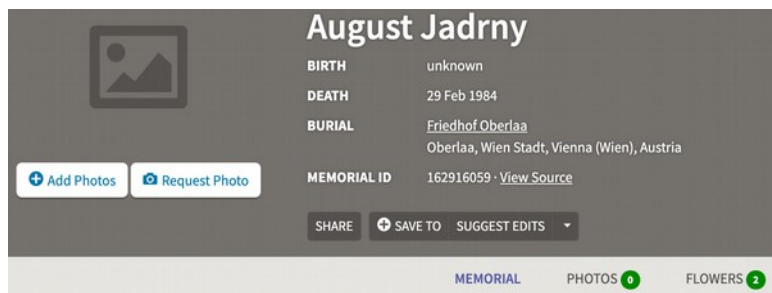 August Jadrny
BIRTH unknown
DEATH 29 Feb 1984
BURIAL Friedhof Oberlaa
Oberlaa, Wien Stadt, Vienna (Wien), Austria
Add Photos Request Photo MEMORIAL ID 162916059 · View Source
SHARE SAVE TO SUGGEST EDITS
MEMORIAL PHOTOS 0 FLOWERS 2